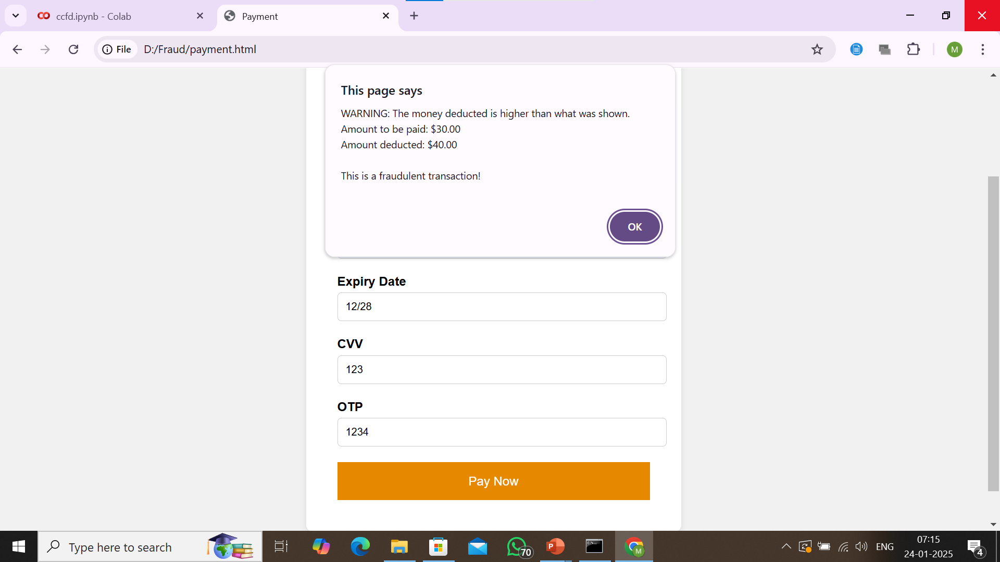 ccfd.ipynb - Colab
Payment
File
D:/Fraud/payment.html
M
This page says
WARNING: The money deducted is higher than what was shown.
Amount to be paid: $30.00
Amount deducted: $40.00
This is a fraudulent transaction!
OK
Expiry Date
12/28
CVV
123
OTP
1234
Pay Now
Type here to search
70
P
M
ENG
07:15
24-01-2025
4